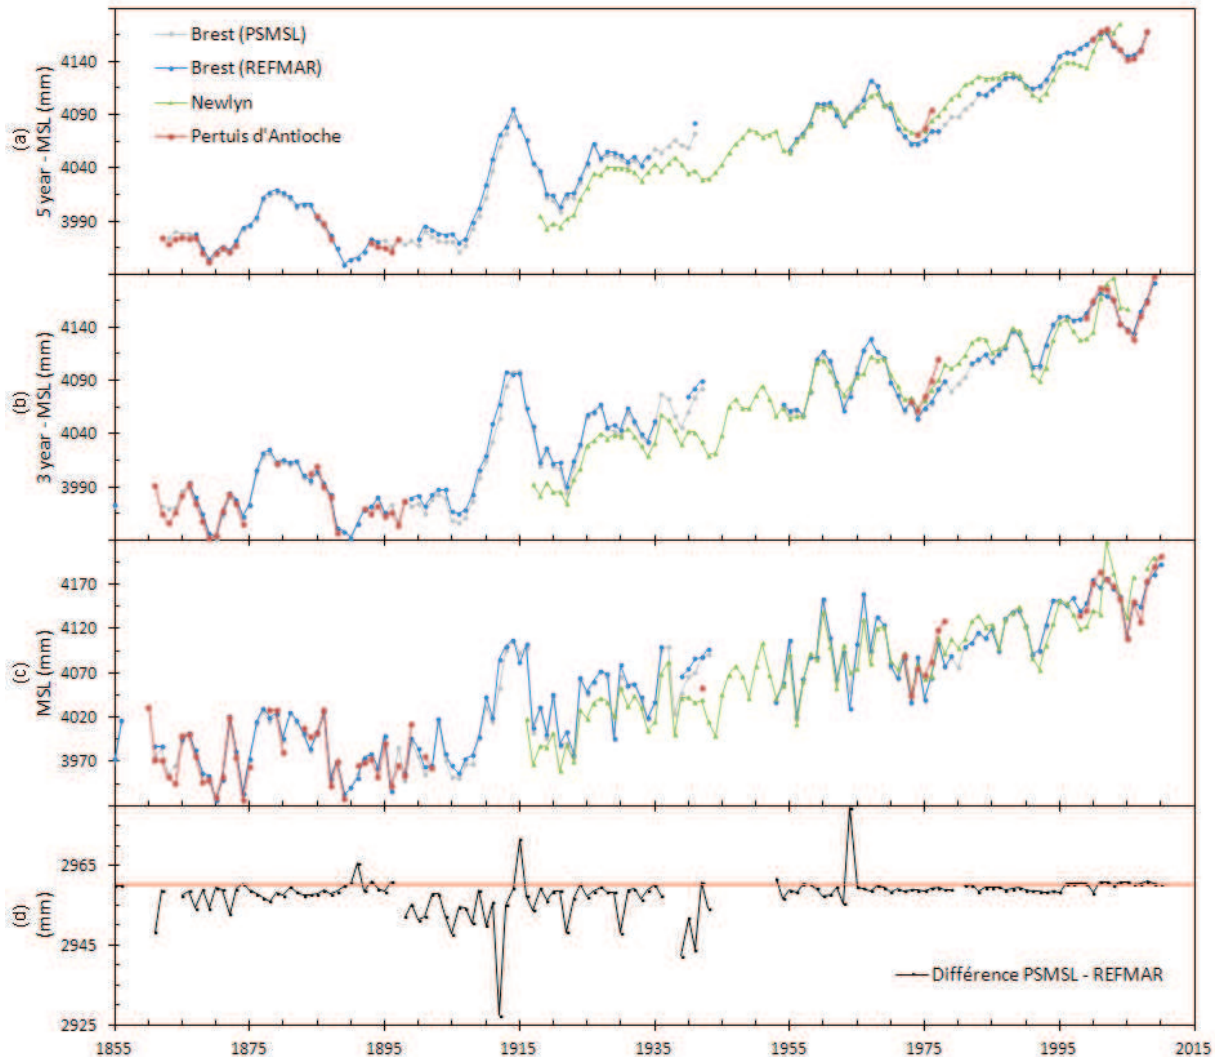 Brest (PSMSL)
Brest (REFMAR)
Newlyn
Pertuis d'Antioche
(a)
5 year - MSL (mm)
4140
4090
4040
3990
(b)
3 year - MSL (mm)
4140
4090
4040
3990
(c)
MSL (mm)
4170
4120
4070
4020
3970
(d)
(mm)
2965
2945
2925
Différence PSMSL - REFMAR
1855 1875 1895 1915 1935 1955 1975 1995 2015